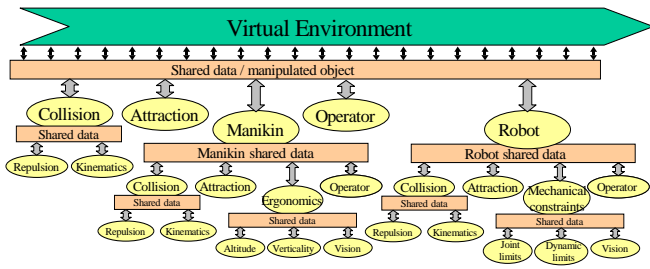 Virtual Environment
Shared data / manipulated object
Collision
Attraction
Manikin
Operator
Robot
Shared data
Repulsion
Kinematics
Manikin shared data
Robot shared data
Collision
Attraction
Ergonomics
Operator
Collision
Attraction
Mechanical
constraints
Operator
Shared data
Shared data
Shared data
Shared data
Repulsion
Kinematics
Altitude
Verticality
Vision
Repulsion
Kinematics
Joint
limits
Dynamic
limits
Vision